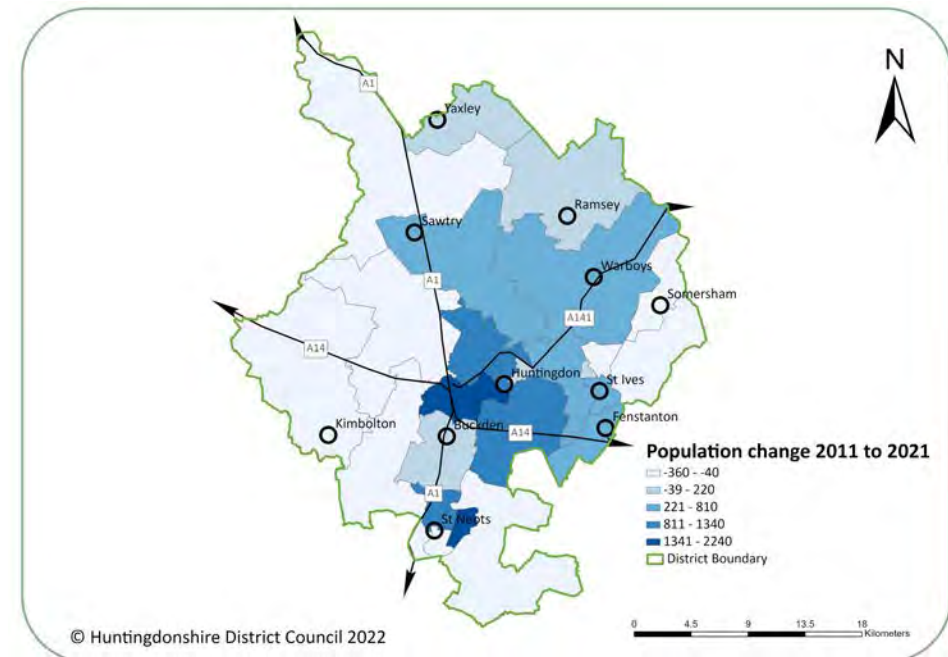 N
A1
Yaxley
Ramsey
Sawtry
Warboys
A1
Somersham
A141
A14
Huntingdon
St Ives
Kimbolton
Buckden
Fenstanton
A14
A1
St Neots
Population change 2011 to 2021
-360 - -40
-39 - 220
221 - 810
811 - 1340
1341 - 2240
District Boundary
0 4.5 9 13.5 18
Kilometers
© Huntingdonshire District Council 2022